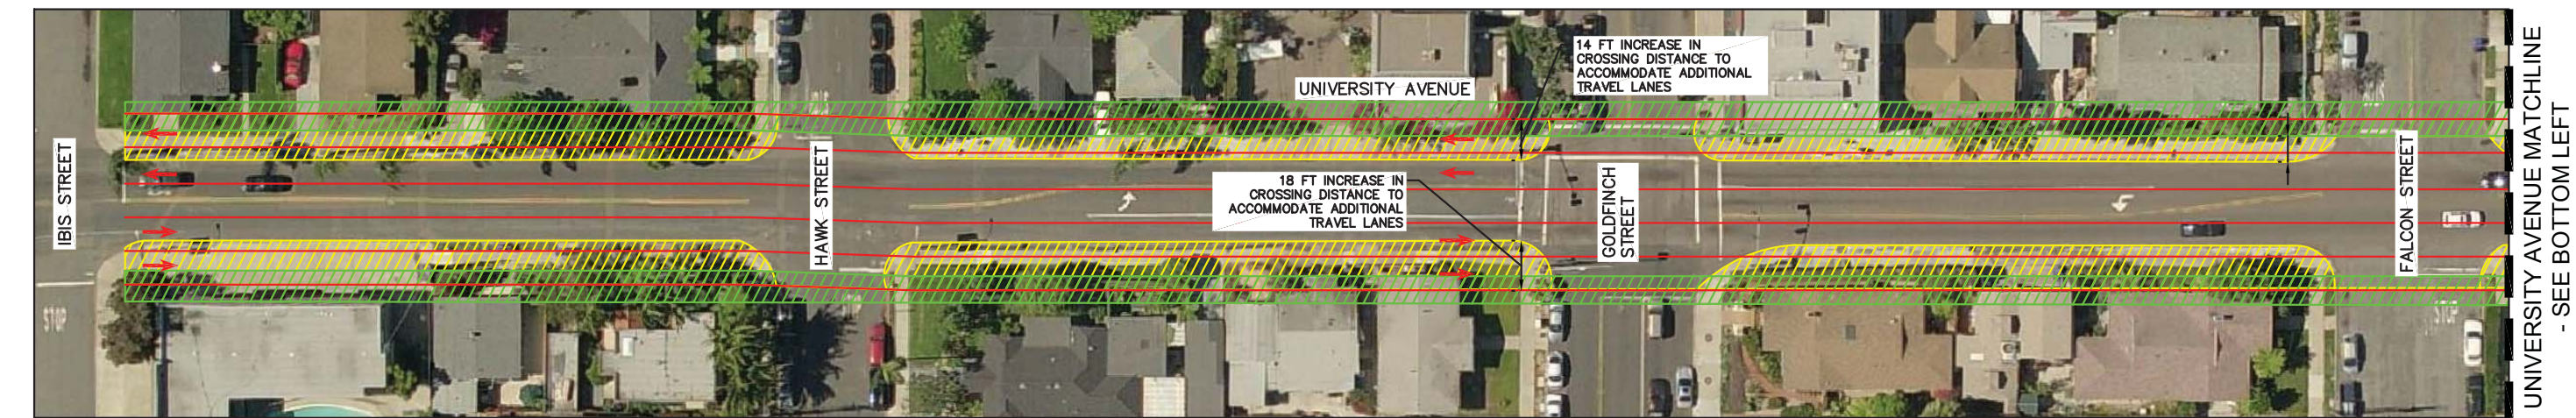 IBIS STREET
HAWK STREET
UNIVERSITY AVENUE
14 FT INCREASE IN
CROSSING DISTANCE TO
ACCOMMODATE ADDITIONAL
TRAVEL LANES
18 FT INCREASE IN
CROSSING DISTANCE TO
ACCOMMODATE ADDITIONAL
TRAVEL LANES
GOLDFINCH
STREET
FALCON STREET
UNIVERSITY AVENUE MATCHLINE
- SEE BOTTOM LEFT
STOP
STOP